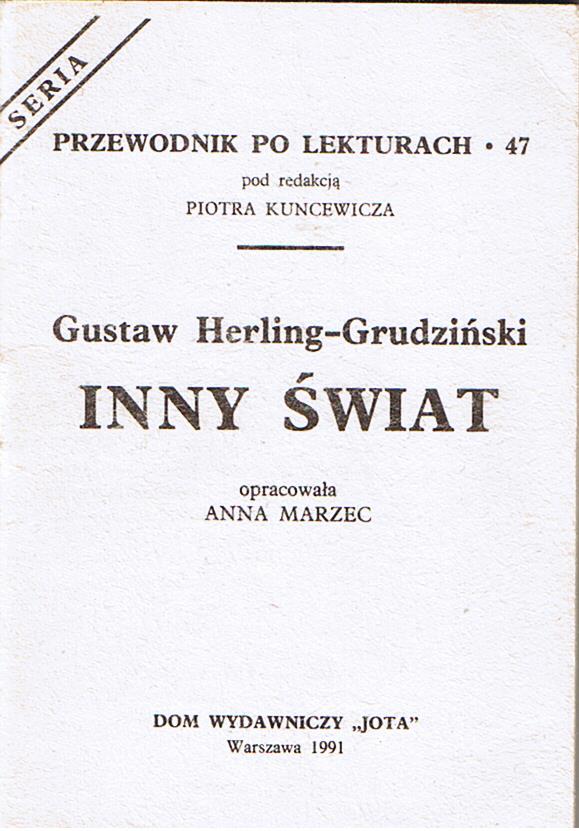 SERIA
PRZEWODNIK PO LEKTURACH • 47
pod redakcją
PIOTRA KUNCEWICZA
Gustaw Herling–Grudziński
INNY ŚWIAT
opracowała
ANNA MARZEC
DOM WYDAWNICZY „JOTA”
Warszawa 1991